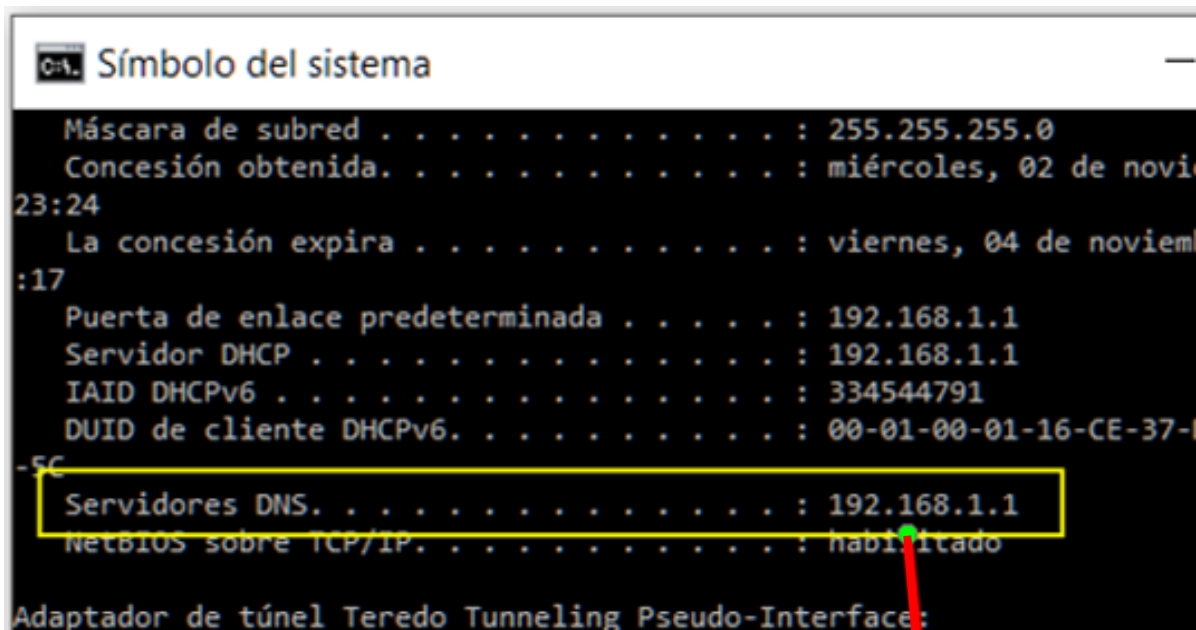 Símbolo del sistema
Máscara de subred . . . . . . . . . . . . : 255.255.255.0
Concesión obtenida. . . . . . . . . . . . : miércoles, 02 de
23:24
La concesión expira . . . . . . . . . . . : viernes, 04 de
:17
Puerta de enlace predeterminada . . . . . : 192.168.1.1
Servidor DHCP . . . . . . . . . . . . . . : 192.168.1.1
IAID DHCPv6 . . . . . . . . . . . . . . . : 334544791
DUID de cliente DHCPv6. . . . . . . . . . : 00-01-00-01-16-CE-37-
-5C
Servidores DNS. . . . . . . . . . . . . . : 192.168.1.1
NetBIOS sobre TCP/IP. . . . . . . . . . . : habilitado
Adaptador de túnel Teredo Tunneling Pseudo-Interface: